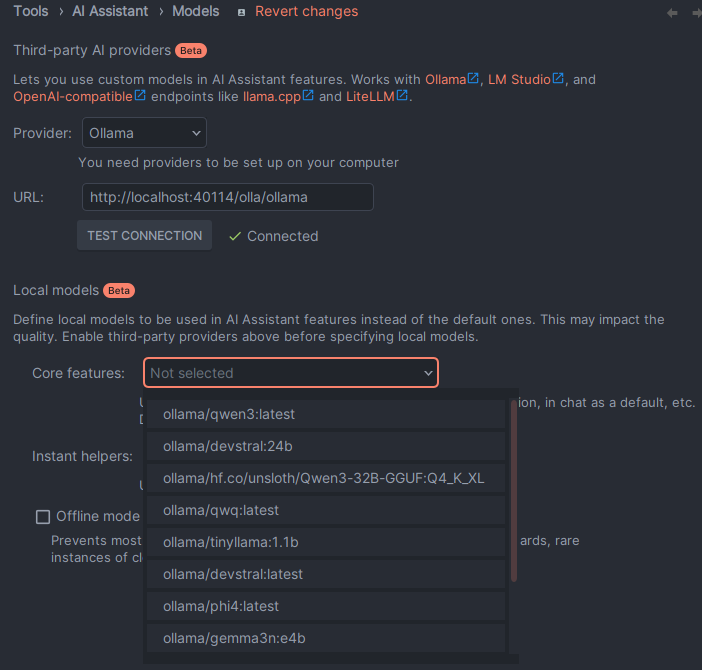 Tools › AI Assistant › Models Revert changes
Third-party AI providers Beta
Lets you use custom models in AI Assistant features. Works with Ollama, LM Studio, and
OpenAI-compatible endpoints like llama.cpp and LiteLLM.
Provider: Ollama
You need providers to be set up on your computer
URL: http://localhost:40114/olla/ollama
TEST CONNECTION Connected
Local models Beta
Define local models to be used in AI Assistant features instead of the default ones. This may impact the
quality. Enable third-party providers above before specifying local models.
Core features: Not selected
ion, in chat as a default, etc.
ollama/qwen3:latest
ollama/devstral:24b
Instant helpers:
ollama/hf.co/unsloth/Qwen3-32B-GGUF:Q4_K_XL
ollama/qwq:latest
Offline mode
Prevents most
ards, rare
instances of cl
ollama/tinyllama:1.1b
ollama/devstral:latest
ollama/phi4:latest
ollama/gemma3n:e4b